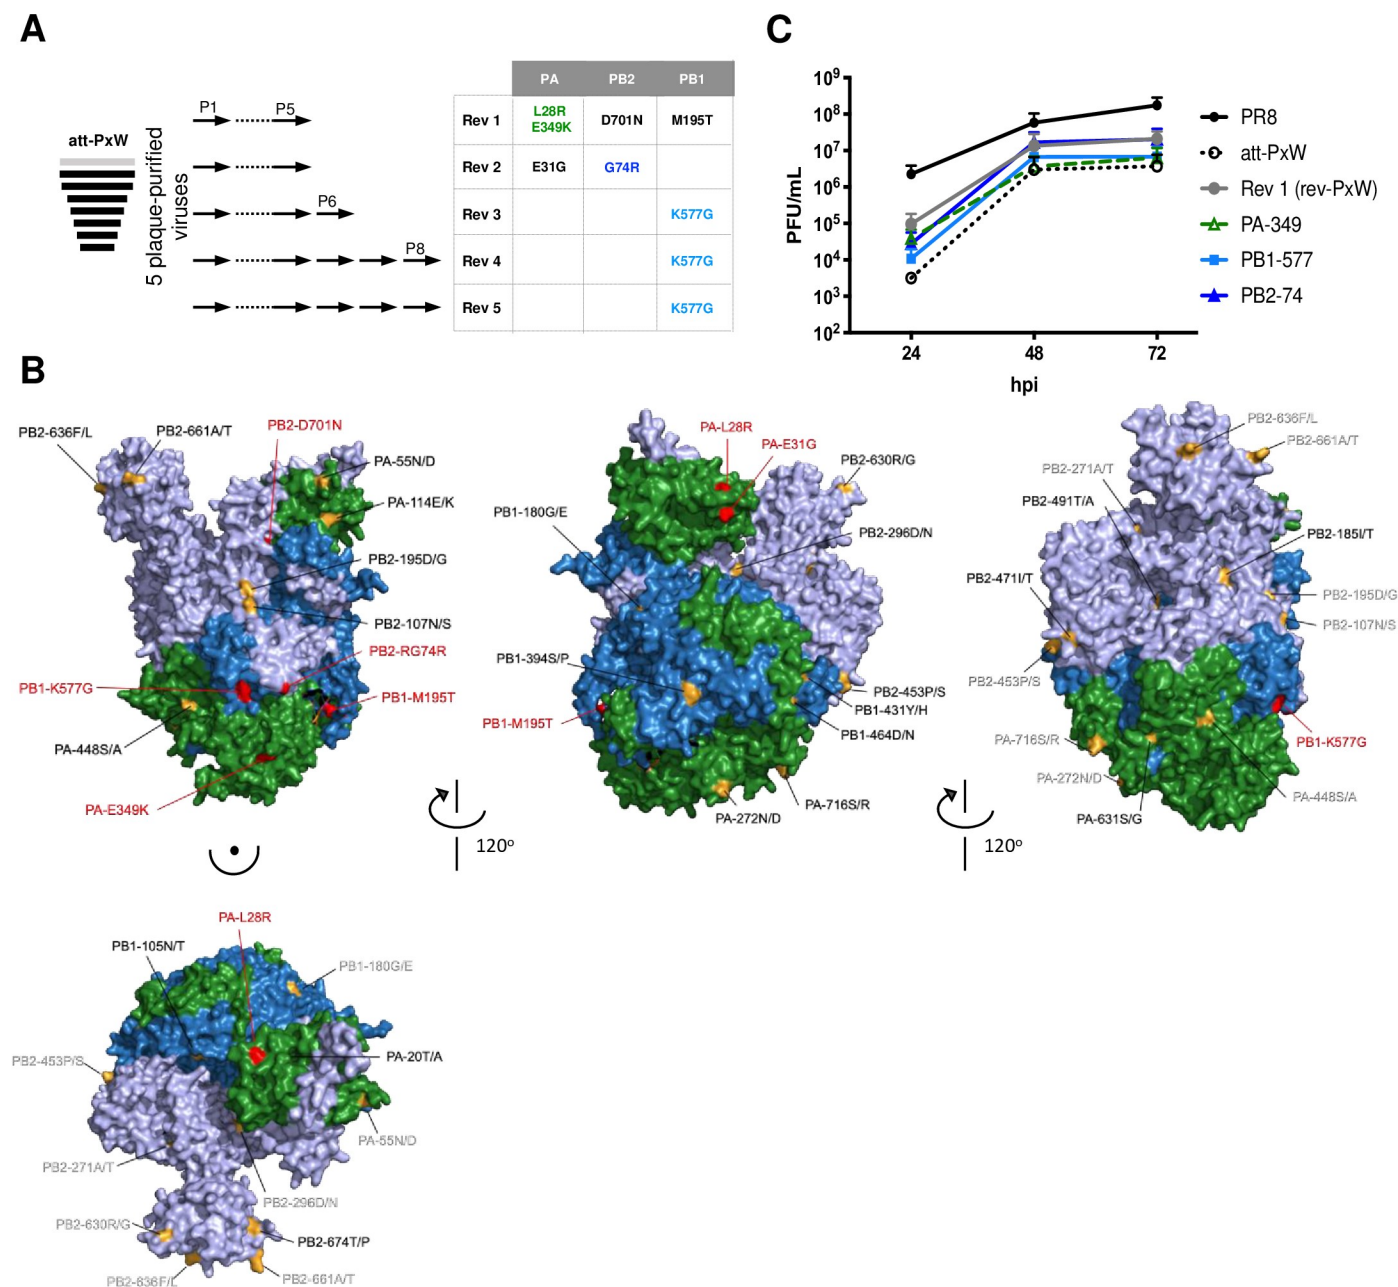 A
att-PxW
5 plaque-purified
viruses
P1
P5
P6
P8
PA PB2 PB1
Rev 1 L28R E349K D701N M195T
Rev 2 E31G G74R
Rev 3 K577G
Rev 4 K577G
Rev 5 K577G
C
PFU/mL
10⁹
10⁸
10⁷
10⁶
10⁵
10⁴
10³
10²
24 48 72
hpi
PR8
att-PxW
Rev 1 (rev-PxW)
PA-349
PB1-577
PB2-74
B
PB2-636F/L
PB2-661A/T
PB2-D701N
PA-55N/D
PA-114E/K
PB2-195D/G
PB2-107N/S
PB2-RG74R
PB1-M195T
PB1-K577G
PA-448S/A
PA-E349K
120º
PA-L28R
PA-E31G
PB2-630R/G
PB1-180G/E
PB2-296D/N
PB1-394S/P
PB1-M195T
PB2-453P/S
PB1-431Y/H
PB1-464D/N
PA-716S/R
PA-272N/D
120º
PB2-636F/L
PB2-661A/T
PB2-271A/T
PB2-491T/A
PB2-185I/T
PB2-471I/T
PB2-195D/G
PB2-107N/S
PB2-453P/S
PA-716S/R
PB1-K577G
PA-272N/D
PA-448S/A
PA-631S/G
PA-L28R
PB1-105N/T
PB1-180G/E
PA-20T/A
PB2-453P/S
PA-55N/D
PB2-271A/T
PB2-296D/N
PB2-630R/G
PB2-674T/P
PB2-636F/L
PB2-661A/T